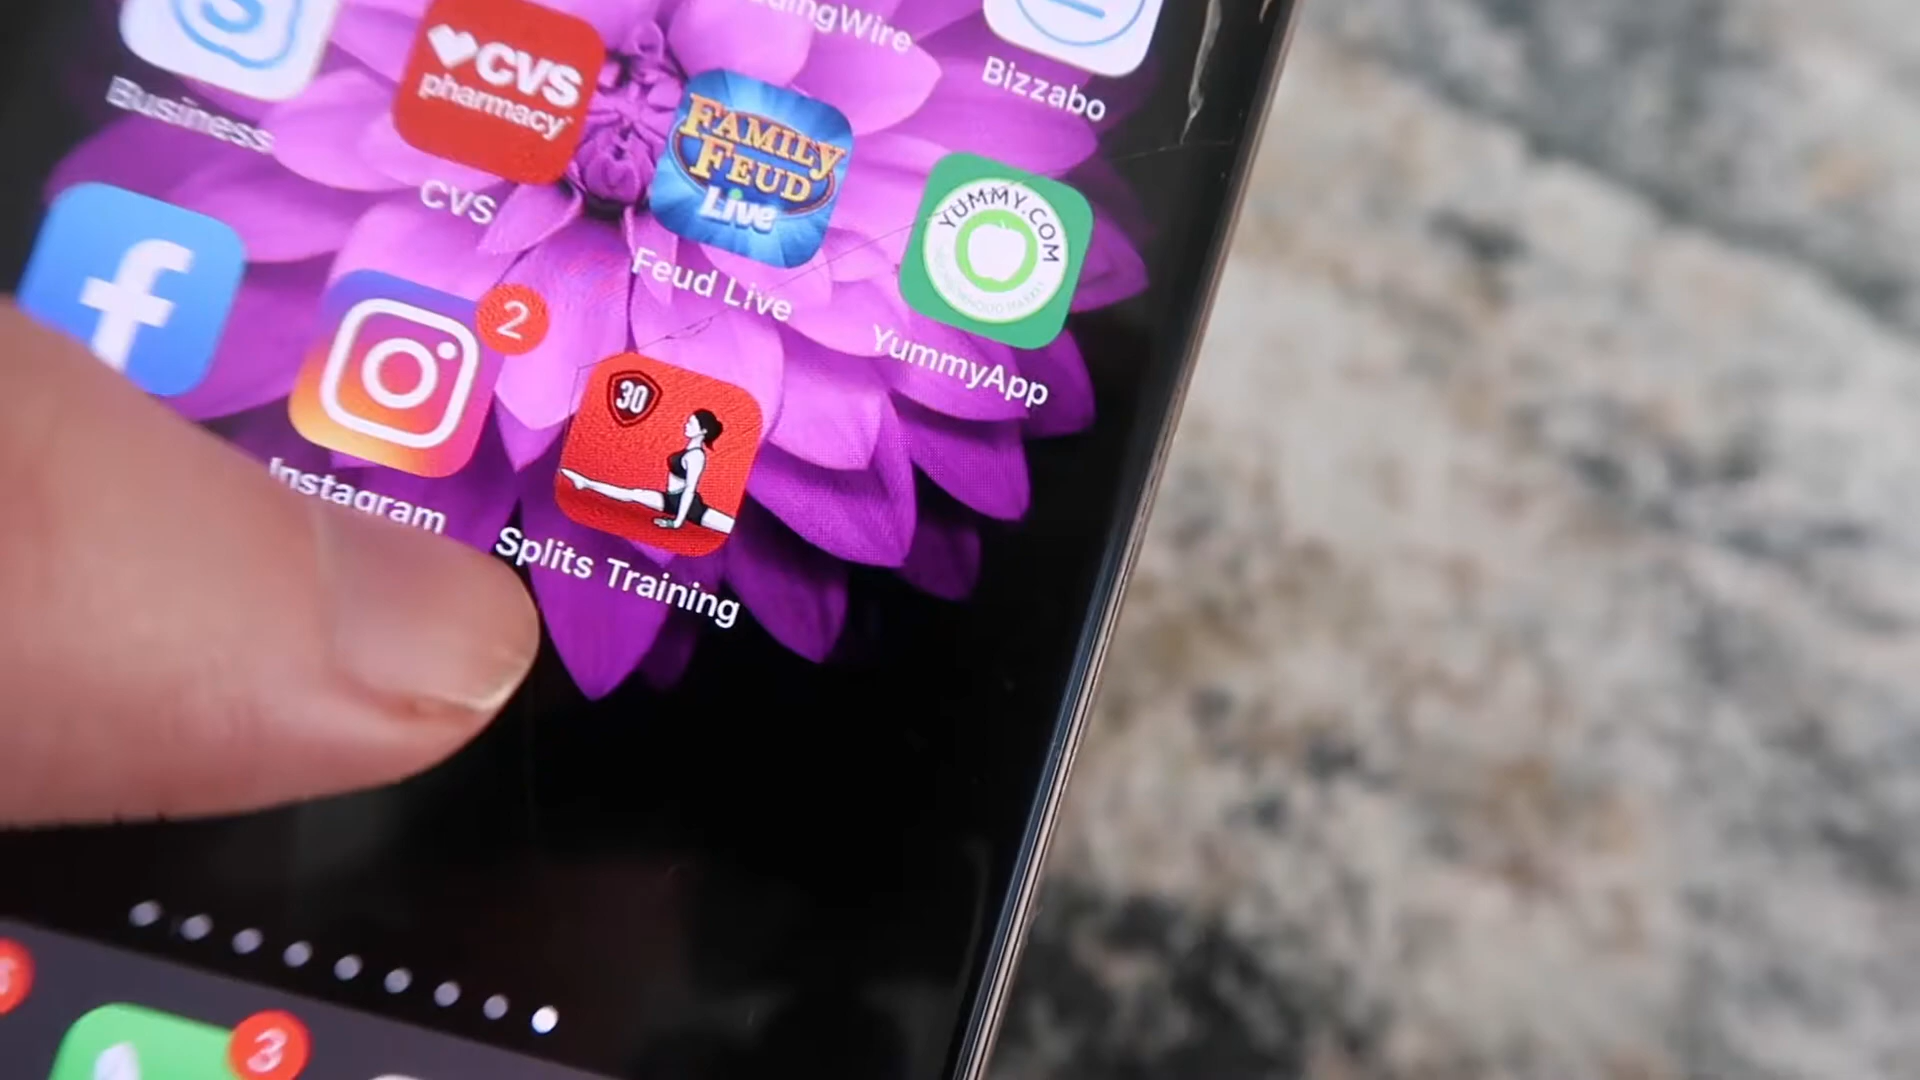 Bizzabo
Business
CVS
pharmacy
CVS
FAMILY
FEUD
Live
Feud Live
YUMMY.COM
YummyApp
2
Instagram
30
Splits Training
3